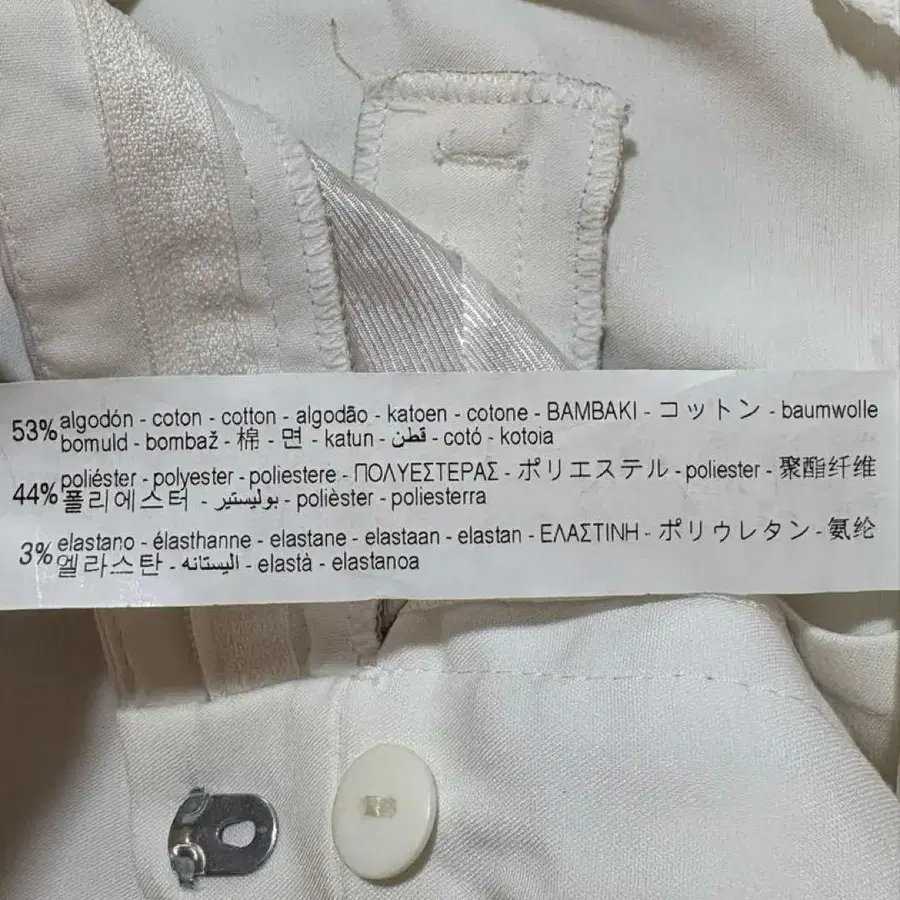 53% algodón - coton - cotton - algodão - katoen - cotone - ΒΑΜΒΑΚΙ - コットン - baumwolle
bomuld - bombaž - 棉 - 면 - katun - قطن - cotó - kotoia
44% poliéster - polyester - poliestere - ΠΟΛΥΕΣΤΕΡΑΣ - ポリエステル - poliester - 聚酯纤维
폴리에스터 - بوليستير - polièster - poliesterra
3% elastano - élasthanne - elastane - elastaan - elastan - ΕΛΑΣΤΙΝΗ - ポリウレタン - 氨纶
엘라스탄 - اليستانه - elastà - elastanoa